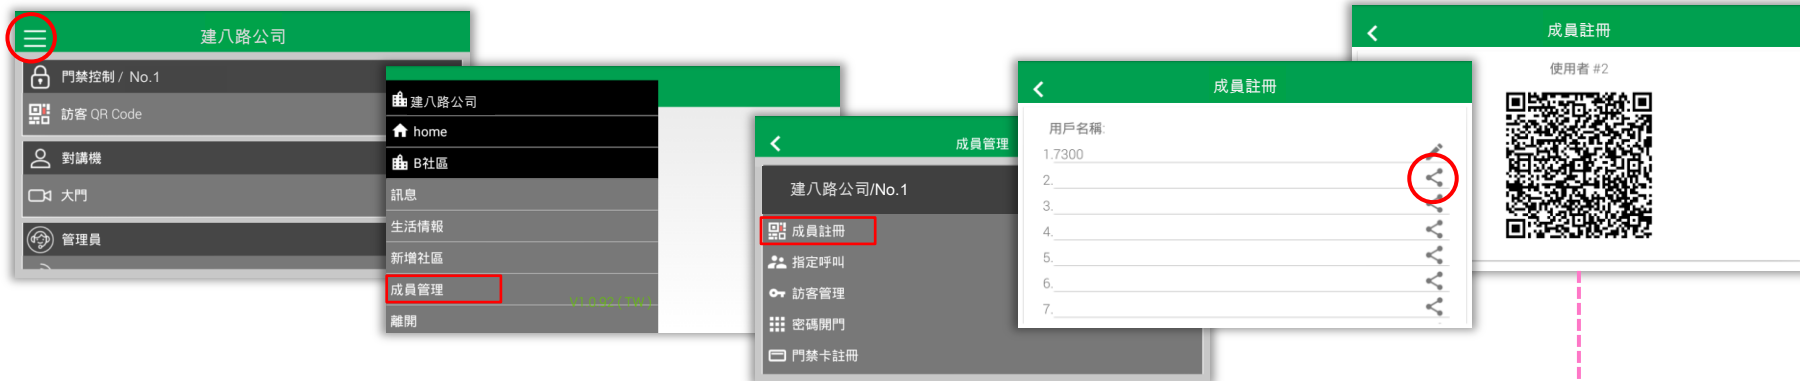 建八路公司
門禁控制 / No.1
訪客 QR Code
對講機
大門
管理員
建八路公司
home
B社區
訊息
生活情報
新增社區
成員管理
離開
V1.0.92 ( TW )
成員管理
建八路公司/No.1
成員註冊
指定呼叫
訪客管理
密碼開門
門禁卡註冊
成員註冊
用戶名稱:
1.7300
2.
3.
4.
5.
6.
7.
成員註冊
使用者 #2